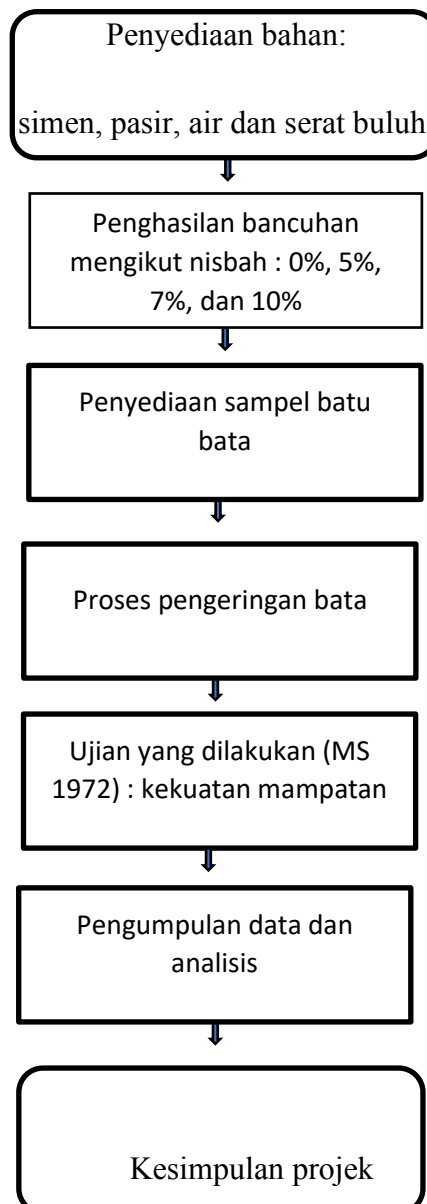 Penyediaan bahan:
simen, pasir, air dan serat buluh
Penghasilan bancuhan
mengikut nisbah : 0%, 5%,
7%, dan 10%
Penyediaan sampel batu
bata
Proses pengeringan bata
Ujian yang dilakukan (MS
1972) : kekuatan mampatan
Pengumpulan data dan
analisis
Kesimpulan projek